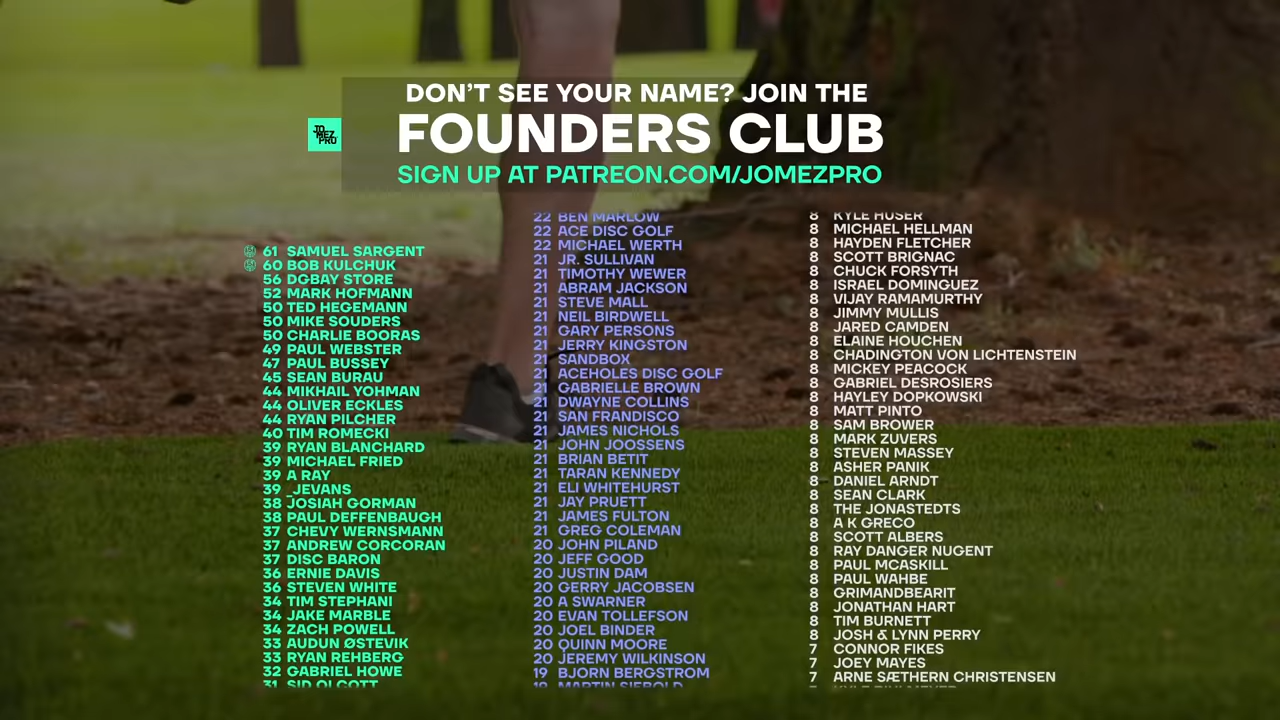 DON'T SEE YOUR NAME? JOIN THE
JO
MEZ
PRO
FOUNDERS CLUB
SIGN UP AT PATREON.COM/JOMEZPRO
61 SAMUEL SARGENT
60 BOB KULCHUK
56 DGBAY STORE
52 MARK HOFMANN
50 TED HEGEMANN
50 MIKE SOUDERS
50 CHARLIE BOORAS
49 PAUL WEBSTER
47 PAUL BUSSEY
45 SEAN BURAU
44 MIKHAIL YOHMAN
44 OLIVER ECKLES
44 RYAN PILCHER
40 TIM ROMECKI
39 RYAN BLANCHARD
39 MICHAEL FRIED
39 A RAY
39 _JEVANS
38 JOSIAH GORMAN
38 PAUL DEFFENBAUGH
37 CHEVY WERNSMANN
37 ANDREW CORCORAN
37 DISC BARON
36 ERNIE DAVIS
36 STEVEN WHITE
34 TIM STEPHANI
34 JAKE MARBLE
34 ZACH POWELL
33 AUDUN ØSTEVIK
33 RYAN REHBERG
32 GABRIEL HOWE
31 SID OLCOTT
22 BEN MARLOW
22 ACE DISC GOLF
22 MICHAEL WERTH
21 JR. SULLIVAN
21 TIMOTHY WEWER
21 ABRAM JACKSON
21 STEVE MALL
21 NEIL BIRDWELL
21 GARY PERSONS
21 JERRY KINGSTON
21 SANDBOX
21 ACEHOLES DISC GOLF
21 GABRIELLE BROWN
21 DWAYNE COLLINS
21 SAN FRANDISCO
21 JAMES NICHOLS
21 JOHN JOOSSENS
21 BRIAN BETIT
21 TARAN KENNEDY
21 ELI WHITEHURST
21 JAY PRUETT
21 JAMES FULTON
21 GREG COLEMAN
20 JOHN PILAND
20 JEFF GOOD
20 JUSTIN DAM
20 GERRY JACOBSEN
20 A SWARNER
20 EVAN TOLLEFSON
20 JOEL BINDER
20 QUINN MOORE
20 JEREMY WILKINSON
19 BJORN BERGSTROM
19 MARTIN SIEBOLD
8 KYLE HUSER
8 MICHAEL HELLMAN
8 HAYDEN FLETCHER
8 SCOTT BRIGNAC
8 CHUCK FORSYTH
8 ISRAEL DOMINGUEZ
8 VIJAY RAMAMURTHY
8 JIMMY MULLIS
8 JARED CAMDEN
8 ELAINE HOUCHEN
8 CHADINGTON VON LICHTENSTEIN
8 MICKEY PEACOCK
8 GABRIEL DESROSIERS
8 HAYLEY DOPKOWSKI
8 MATT PINTO
8 SAM BROWER
8 MARK ZUVERS
8 STEVEN MASSEY
8 ASHER PANIK
8 DANIEL ARNDT
8 SEAN CLARK
8 THE JONASTEDTS
8 A K GRECO
8 SCOTT ALBERS
8 RAY DANGER NUGENT
8 PAUL MCASKILL
8 PAUL WAHBE
8 GRIMANDBEARIT
8 JONATHAN HART
8 TIM BURNETT
8 JOSH & LYNN PERRY
7 CONNOR FIKES
7 JOEY MAYES
7 ARNE SÆTHERN CHRISTENSEN